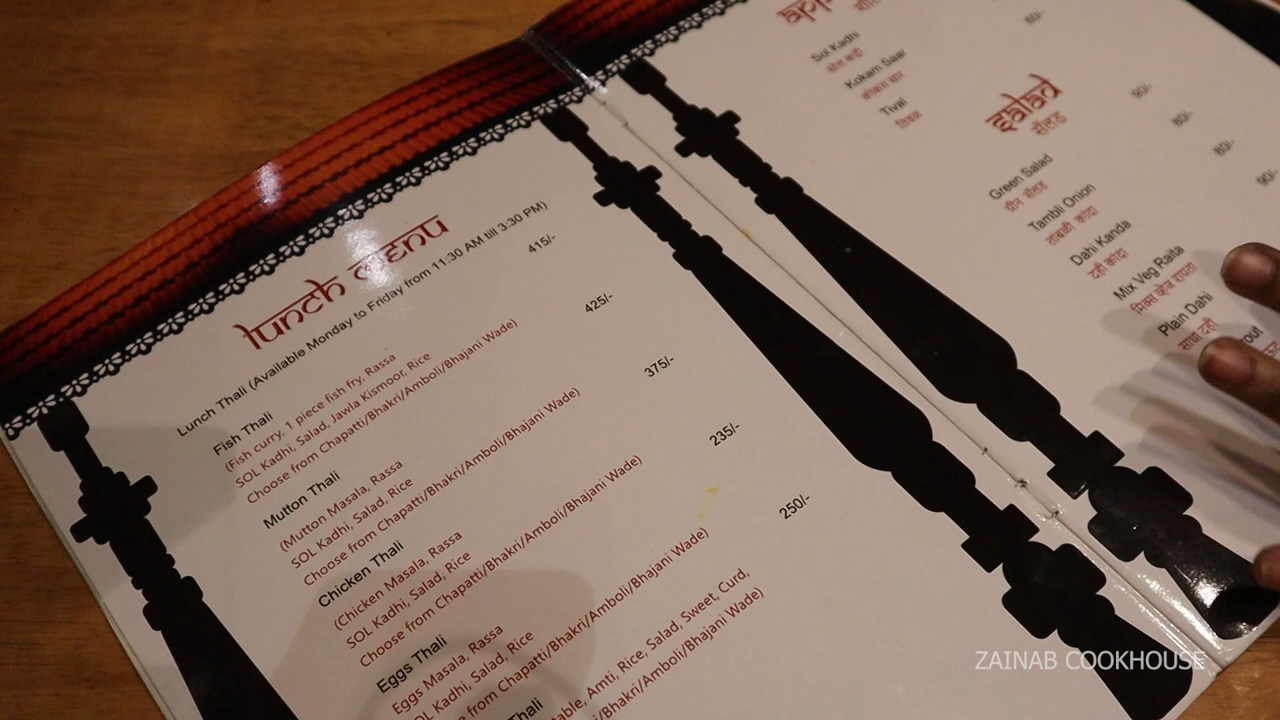 lunch menu
Lunch Thali (Available Monday to Friday from 11:30 AM till 3:30 PM)
Fish Thali 415/-
(Fish curry, 1 piece fish fry, Rassa
SOL Kadhi, Salad, Jawla Kismoor, Rice
Choose from Chapatti/Bhakri/Amboli/Bhajani Wade)
Mutton Thali 425/-
(Mutton Masala, Rassa
SOL Kadhi, Salad, Rice
Choose from Chapatti/Bhakri/Amboli/Bhajani Wade)
Chicken Thali 375/-
(Chicken Masala, Rassa
SOL Kadhi, Salad, Rice
Choose from Chapatti/Bhakri/Amboli/Bhajani Wade)
Eggs Thali 235/-
Eggs Masala, Rassa
Kadhi, Salad, Rice
from Chapatti/Bhakri/Amboli/Bhajani Wade)
Thali 250/-
Amti, Rice, Salad, Sweet, Curd,
/Bhakri/Amboli/Bhajani Wade)
60/-
Sol Kadhi
सोल कढी
Kokam Saar
कोकम सार
Tival
तिवळ
salad
सॅलड
Green Salad 90/-
ग्रीन सॅलड
Tambli Onion 80/-
तांबळी कांदा
Dahi Kanda 80/-
दही कांदा
Mix Veg Raita 90/-
मिक्स व्हेज रायता
Plain Dahi
साधं दही
ZAINAB COOKHOUSE